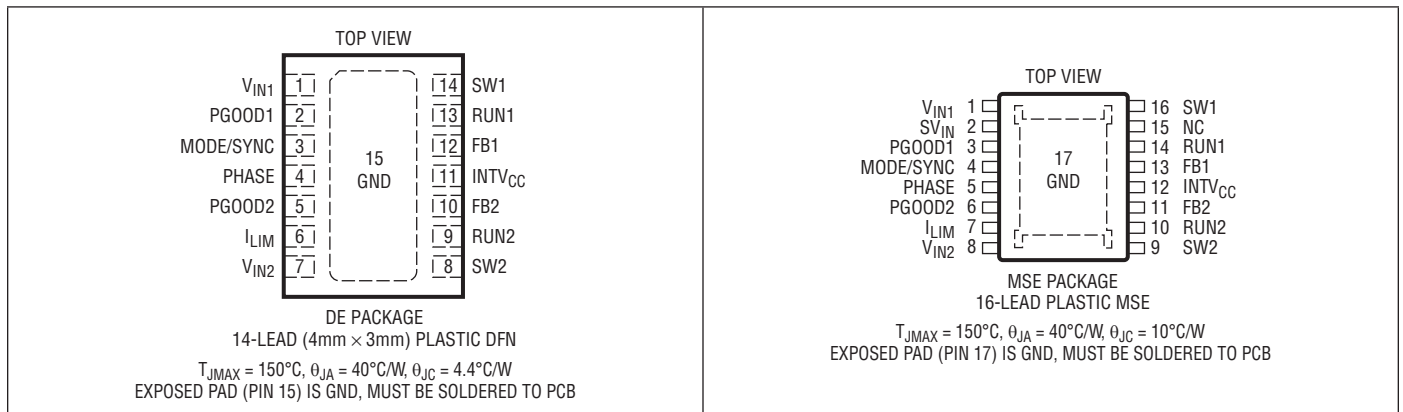 TOP VIEW
VIN1 1 14 SW1
PGOOD1 2 13 RUN1
MODE/SYNC 3 12 FB1
15
GND
PHASE 4 11 INTVCC
PGOOD2 5 10 FB2
ILIM 6 9 RUN2
VIN2 7 8 SW2
DE PACKAGE
14-LEAD (4mm × 3mm) PLASTIC DFN
TJMAX = 150°C, θJA = 40°C/W, θJC = 4.4°C/W
EXPOSED PAD (PIN 15) IS GND, MUST BE SOLDERED TO PCB
TOP VIEW
VIN1 1 16 SW1
SVIN 2 15 NC
PGOOD1 3 14 RUN1
MODE/SYNC 4 13 FB1
17
GND
PHASE 5 12 INTVCC
PGOOD2 6 11 FB2
ILIM 7 10 RUN2
VIN2 8 9 SW2
MSE PACKAGE
16-LEAD PLASTIC MSE
TJMAX = 150°C, θJA = 40°C/W, θJC = 10°C/W
EXPOSED PAD (PIN 17) IS GND, MUST BE SOLDERED TO PCB